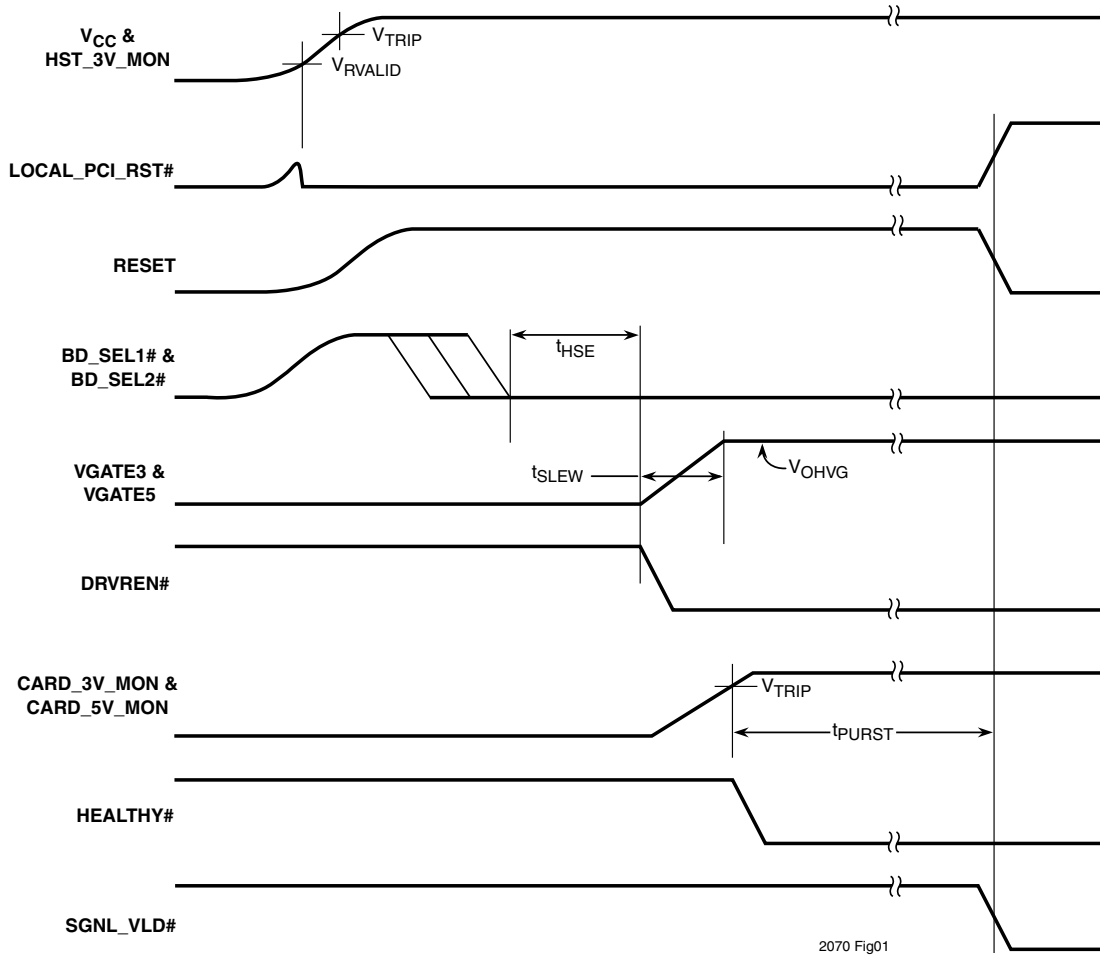 VCC &
HST_3V_MON
VTRIP
VRVALID
LOCAL_PCI_RST#
RESET
BD_SEL1# &
BD_SEL2#
tHSE
VGATE3 &
VGATE5
tSLEW
VOHVG
DRVREN#
CARD_3V_MON &
CARD_5V_MON
VTRIP
tPURST
HEALTHY#
SGNL_VLD#
2070 Fig01